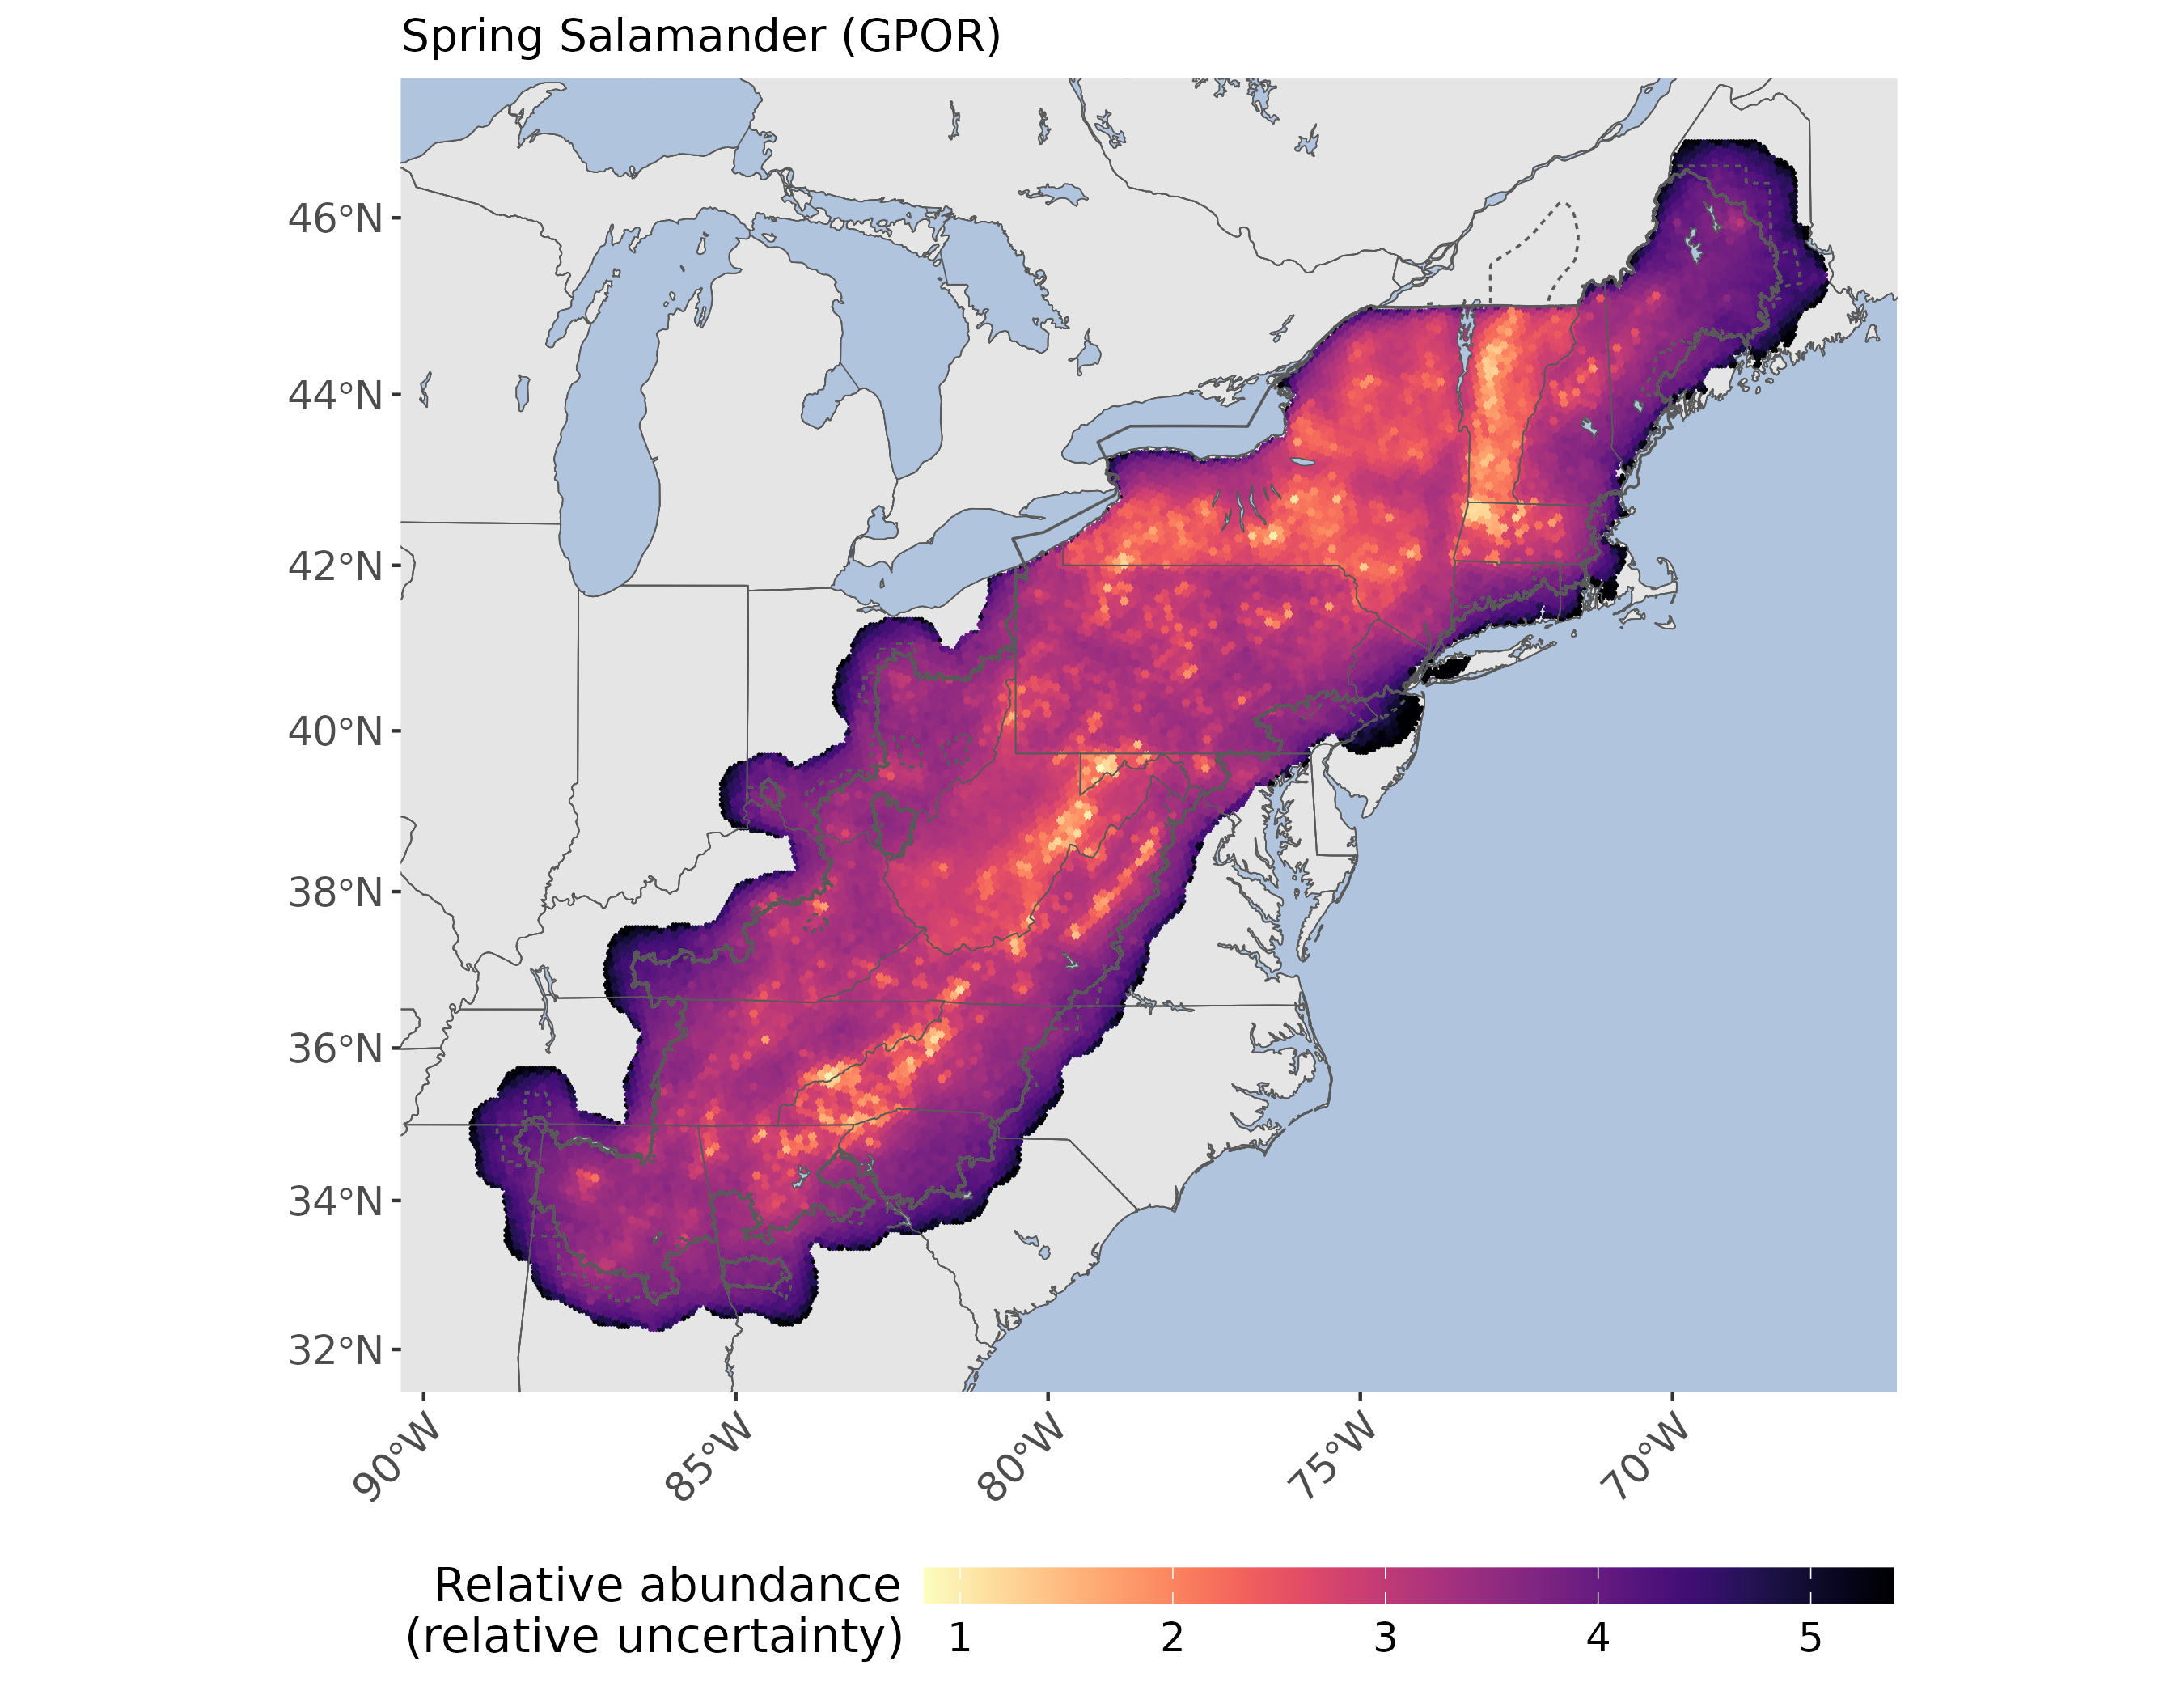 Spring Salamander (GPOR)
46°N
44°N
42°N
40°N
38°N
36°N
34°N
32°N
90°W 85°W 80°W 75°W 70°W
Relative abundance
(relative uncertainty)
1 2 3 4 5